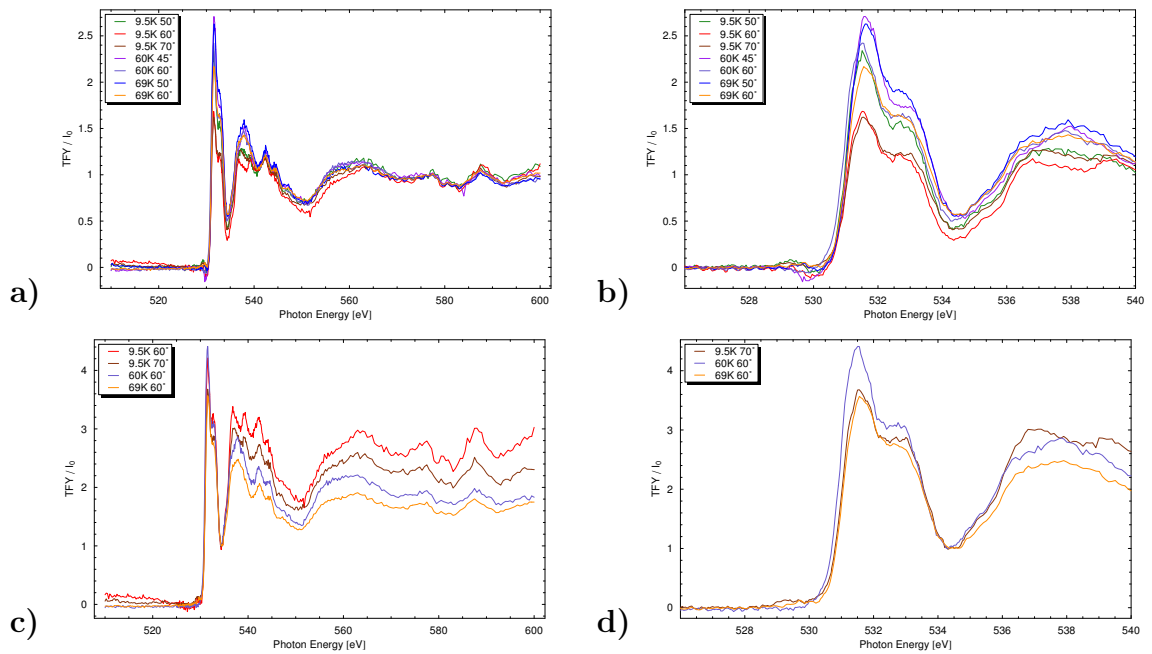 9.5K 50°
9.5K 60°
9.5K 70°
60K 45°
60K 60°
69K 50°
69K 60°
TFY / I0
2.5
2
1.5
1
0.5
0
520
540
560
580
600
Photon Energy [eV]
a)
9.5K 50°
9.5K 60°
9.5K 70°
60K 45°
60K 60°
69K 50°
69K 60°
TFY / I0
2.5
2
1.5
1
0.5
0
528
530
532
534
536
538
540
Photon Energy [eV]
b)
9.5K 60°
9.5K 70°
60K 60°
69K 60°
TFY / I0
4
3
2
1
0
520
540
560
580
600
Photon Energy [eV]
c)
9.5K 70°
60K 60°
69K 60°
TFY / I0
4
3
2
1
0
528
530
532
534
536
538
540
Photon Energy [eV]
d)